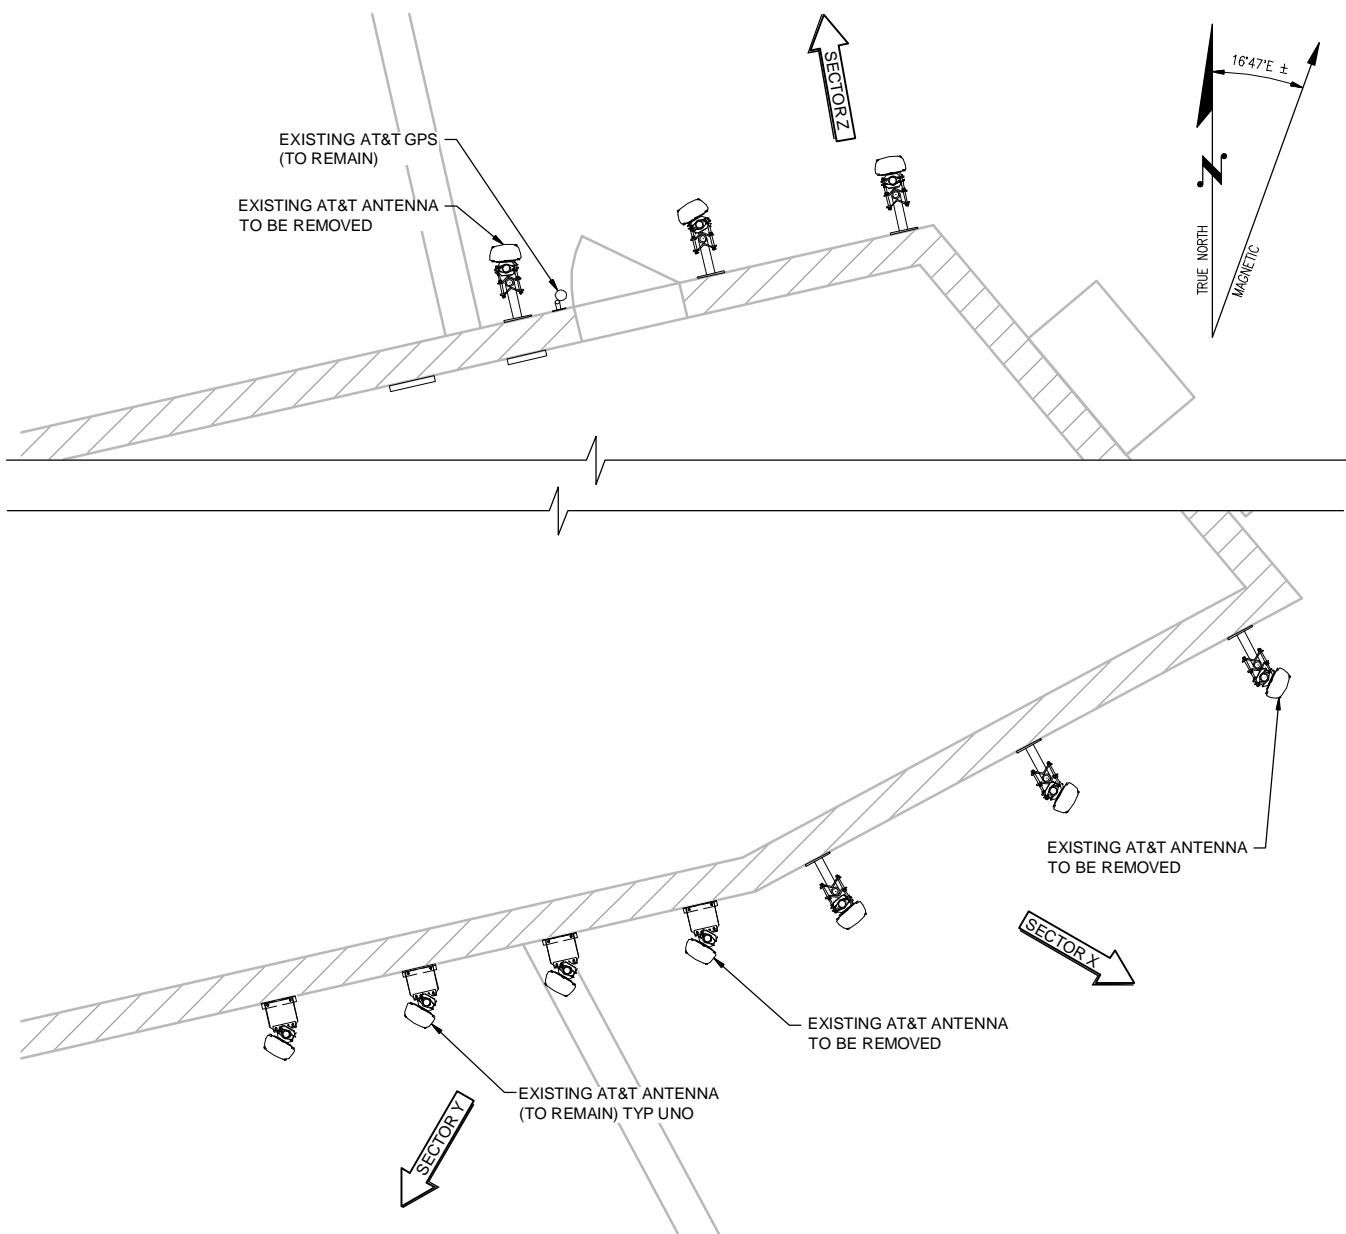 SECTOR Z
16°47'E ±
N
TRUE NORTH
MAGNETIC
EXISTING AT&T GPS
(TO REMAIN)
EXISTING AT&T ANTENNA
TO BE REMOVED
EXISTING AT&T ANTENNA
TO BE REMOVED
SECTOR X
EXISTING AT&T ANTENNA
TO BE REMOVED
EXISTING AT&T ANTENNA
(TO REMAIN) TYP UNO
SECTOR Y